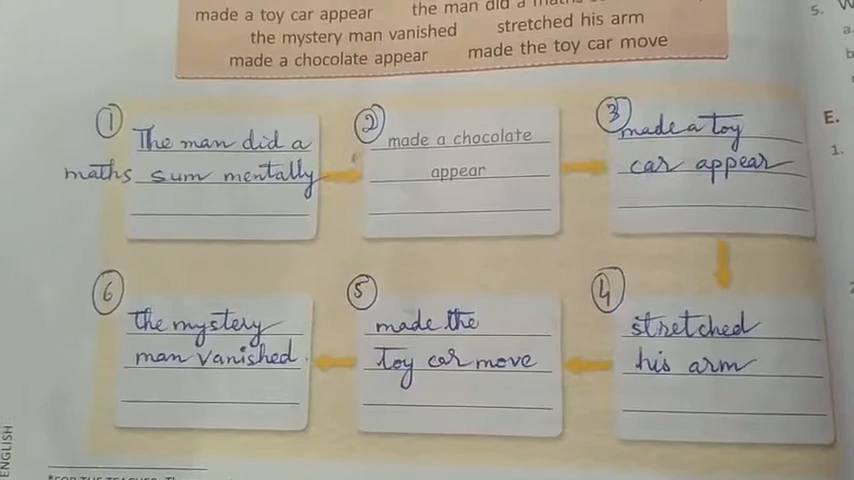 made a toy car appear the man did a maths
the mystery man vanished stretched his arm
made a chocolate appear made the toy car move
5.
a.
b
① ② ③
The man did a made a chocolate made a toy
maths sum mentally appear car appear
E.
1.
⑥ ⑤ ④
the mystery made the stretched
man vanished. toy car move his arm
ENGLISH